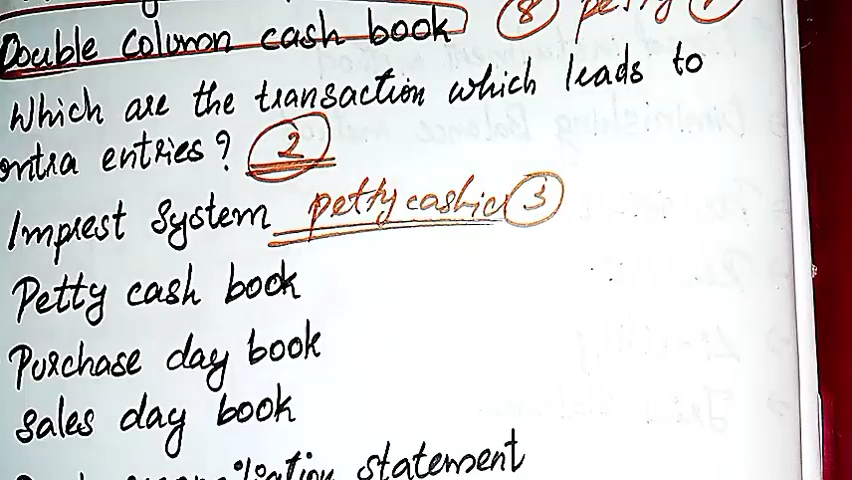 Double column cash book 8 petty
Which are the transaction which leads to
ontra entries? 2
Imprest System petty cashier 3
Petty cash book
Purchase day book
Sales day book
statement